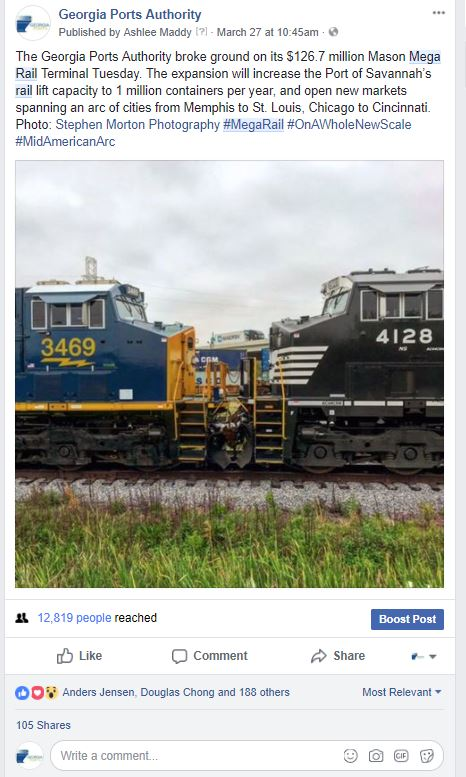 Georgia Ports Authority
Published by Ashlee Maddy [?] · March 27 at 10:45am ·
The Georgia Ports Authority broke ground on its $126.7 million Mason Mega
Rail Terminal Tuesday. The expansion will increase the Port of Savannah's
rail lift capacity to 1 million containers per year, and open new markets
spanning an arc of cities from Memphis to St. Louis, Chicago to Cincinnati.
Photo: Stephen Morton Photography #MegaRail #OnAWholeNewScale
#MidAmericanArc
3469
CGM
4128
NS
12,819 people reached
Boost Post
Like Comment Share
Anders Jensen, Douglas Chong and 188 others Most Relevant
105 Shares
Write a comment...
GIF